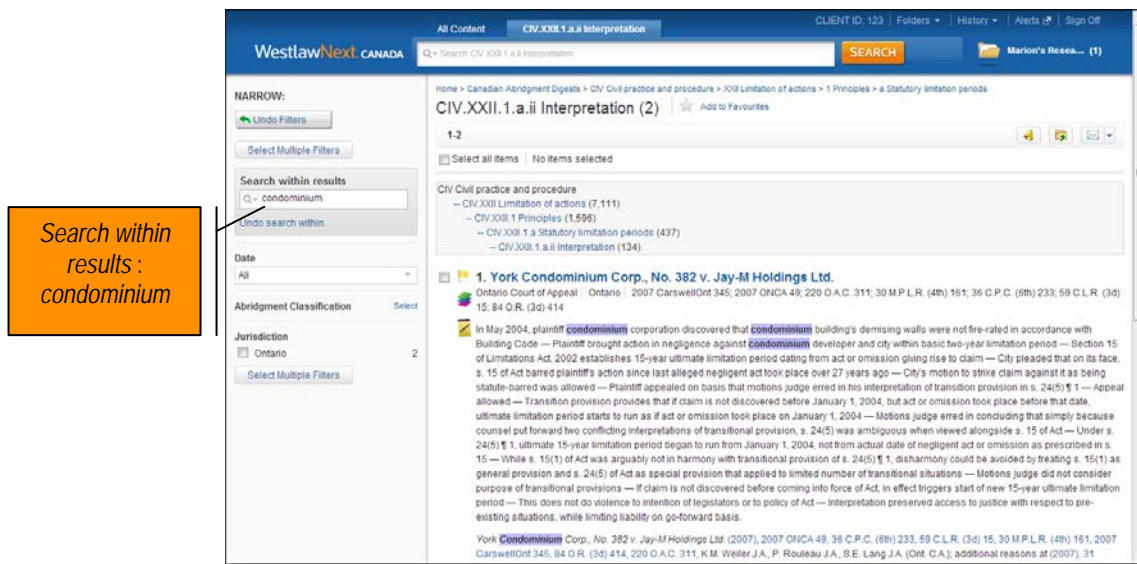 CLIENT ID: 123 | Folders | History | Alerts | Sign Off
All Content CIV.XXII.1.a.ii Interpretation
WestlawNext. CANADA
Search CIV.XXII.1.a.ii Interpretation
SEARCH
Marion's Resea... (1)
NARROW:
Undo Filters
Select Multiple Filters
Search within results
condominium
Undo search within
Date
All
Abridgment Classification Select
Jurisdiction
Ontario 2
Select Multiple Filters
Search within
results :
condominium
Home > Canadian Abridgment Digests > CIV Civil practice and procedure > XXII Limitation of actions > 1 Principles > a Statutory limitation periods
CIV.XXII.1.a.ii Interpretation (2) Add to Favourites
1-2
Select all items | No items selected
CIV Civil practice and procedure
-- CIV.XXII Limitation of actions (7,111)
-- CIV.XXII.1 Principles (1,596)
-- CIV.XXII.1.a Statutory limitation periods (437)
-- CIV.XXII.1.a.ii Interpretation (134)
1. York Condominium Corp., No. 382 v. Jay-M Holdings Ltd.
Ontario Court of Appeal | Ontario | 2007 CarswellOnt 345; 2007 ONCA 49; 220 O.A.C. 311; 30 M.P.L.R. (4th) 161; 36 C.P.C. (6th) 233; 59 C.L.R. (3d)
15; 84 O.R. (3d) 414
In May 2004, plaintiff condominium corporation discovered that condominium building's demising walls were not fire-rated in accordance with
Building Code — Plaintiff brought action in negligence against condominium developer and city within basic two-year limitation period — Section 15
of Limitations Act, 2002 establishes 15-year ultimate limitation period dating from act or omission giving rise to claim — City pleaded that on its face,
s. 15 of Act barred plaintiff's action since last alleged negligent act took place over 27 years ago — City's motion to strike claim against it as being
statute-barred was allowed — Plaintiff appealed on basis that motions judge erred in his interpretation of transition provision in s. 24(5) ¶ 1 — Appeal
allowed — Transition provision provides that if claim is not discovered before January 1, 2004, but act or omission took place before that date,
ultimate limitation period starts to run as if act or omission took place on January 1, 2004 — Motions judge erred in concluding that simply because
counsel put forward two conflicting interpretations of transitional provision, s. 24(5) was ambiguous when viewed alongside s. 15 of Act — Under s.
24(5) ¶ 1, ultimate 15-year limitation period began to run from January 1, 2004, not from actual date of negligent act or omission as prescribed in s.
15 — While s. 15(1) of Act was arguably not in harmony with transitional provision of s. 24(5) ¶ 1, disharmony could be avoided by treating s. 15(1) as
general provision and s. 24(5) of Act as special provision that applied to limited number of transitional situations — Motions judge did not consider
purpose of transitional provisions — If claim is not discovered before coming into force of Act, in effect triggers start of new 15-year ultimate limitation
period — This does not do violence to intention of legislators or to policy of Act — Interpretation preserved access to justice with respect to pre-
existing situations, while limiting liability on go-forward basis.
York Condominium Corp., No. 382 v. Jay-M Holdings Ltd. (2007), 2007 ONCA 49, 36 C.P.C. (6th) 233, 59 C.L.R. (3d) 15, 30 M.P.L.R. (4th) 161, 2007
CarswellOnt 345, 84 O.R. (3d) 414, 220 O.A.C. 311, K.M. Weiler J.A., P. Rouleau J.A., S.E. Lang J.A. (Ont. C.A.); additional reasons at (2007), 31